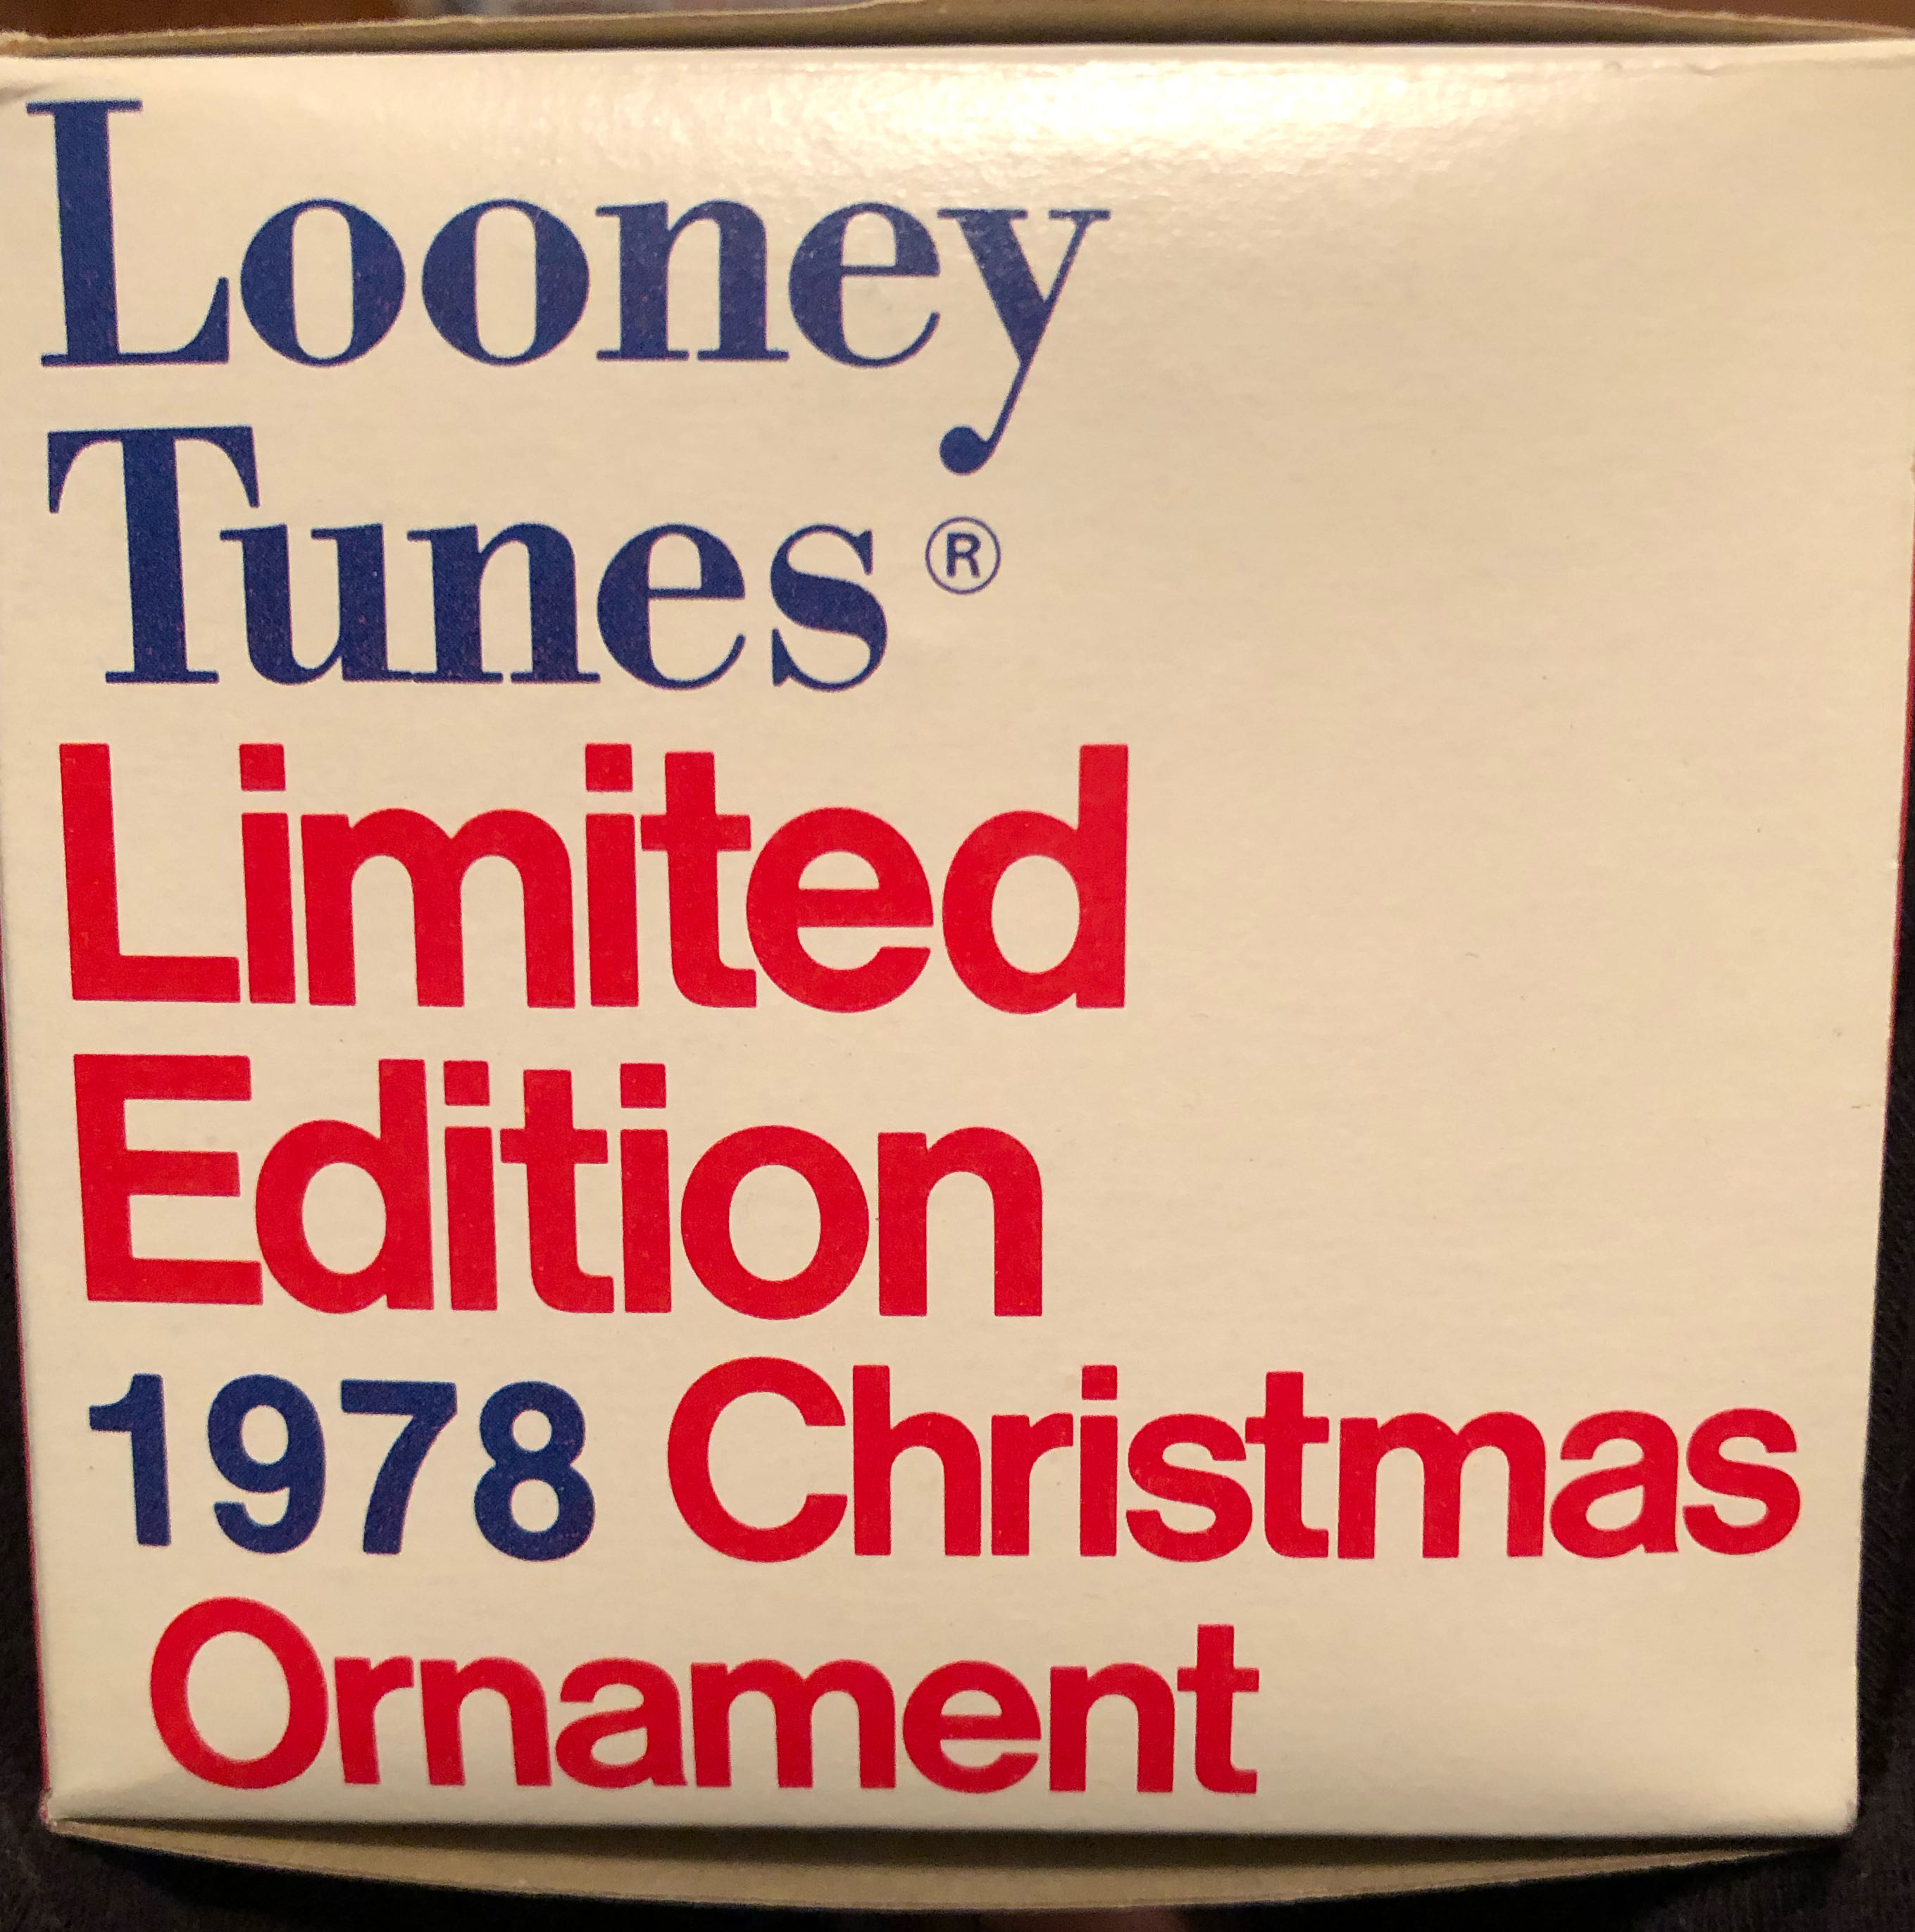 Looney
Tunes®
Limited
Edition
1978 Christmas
Ornament